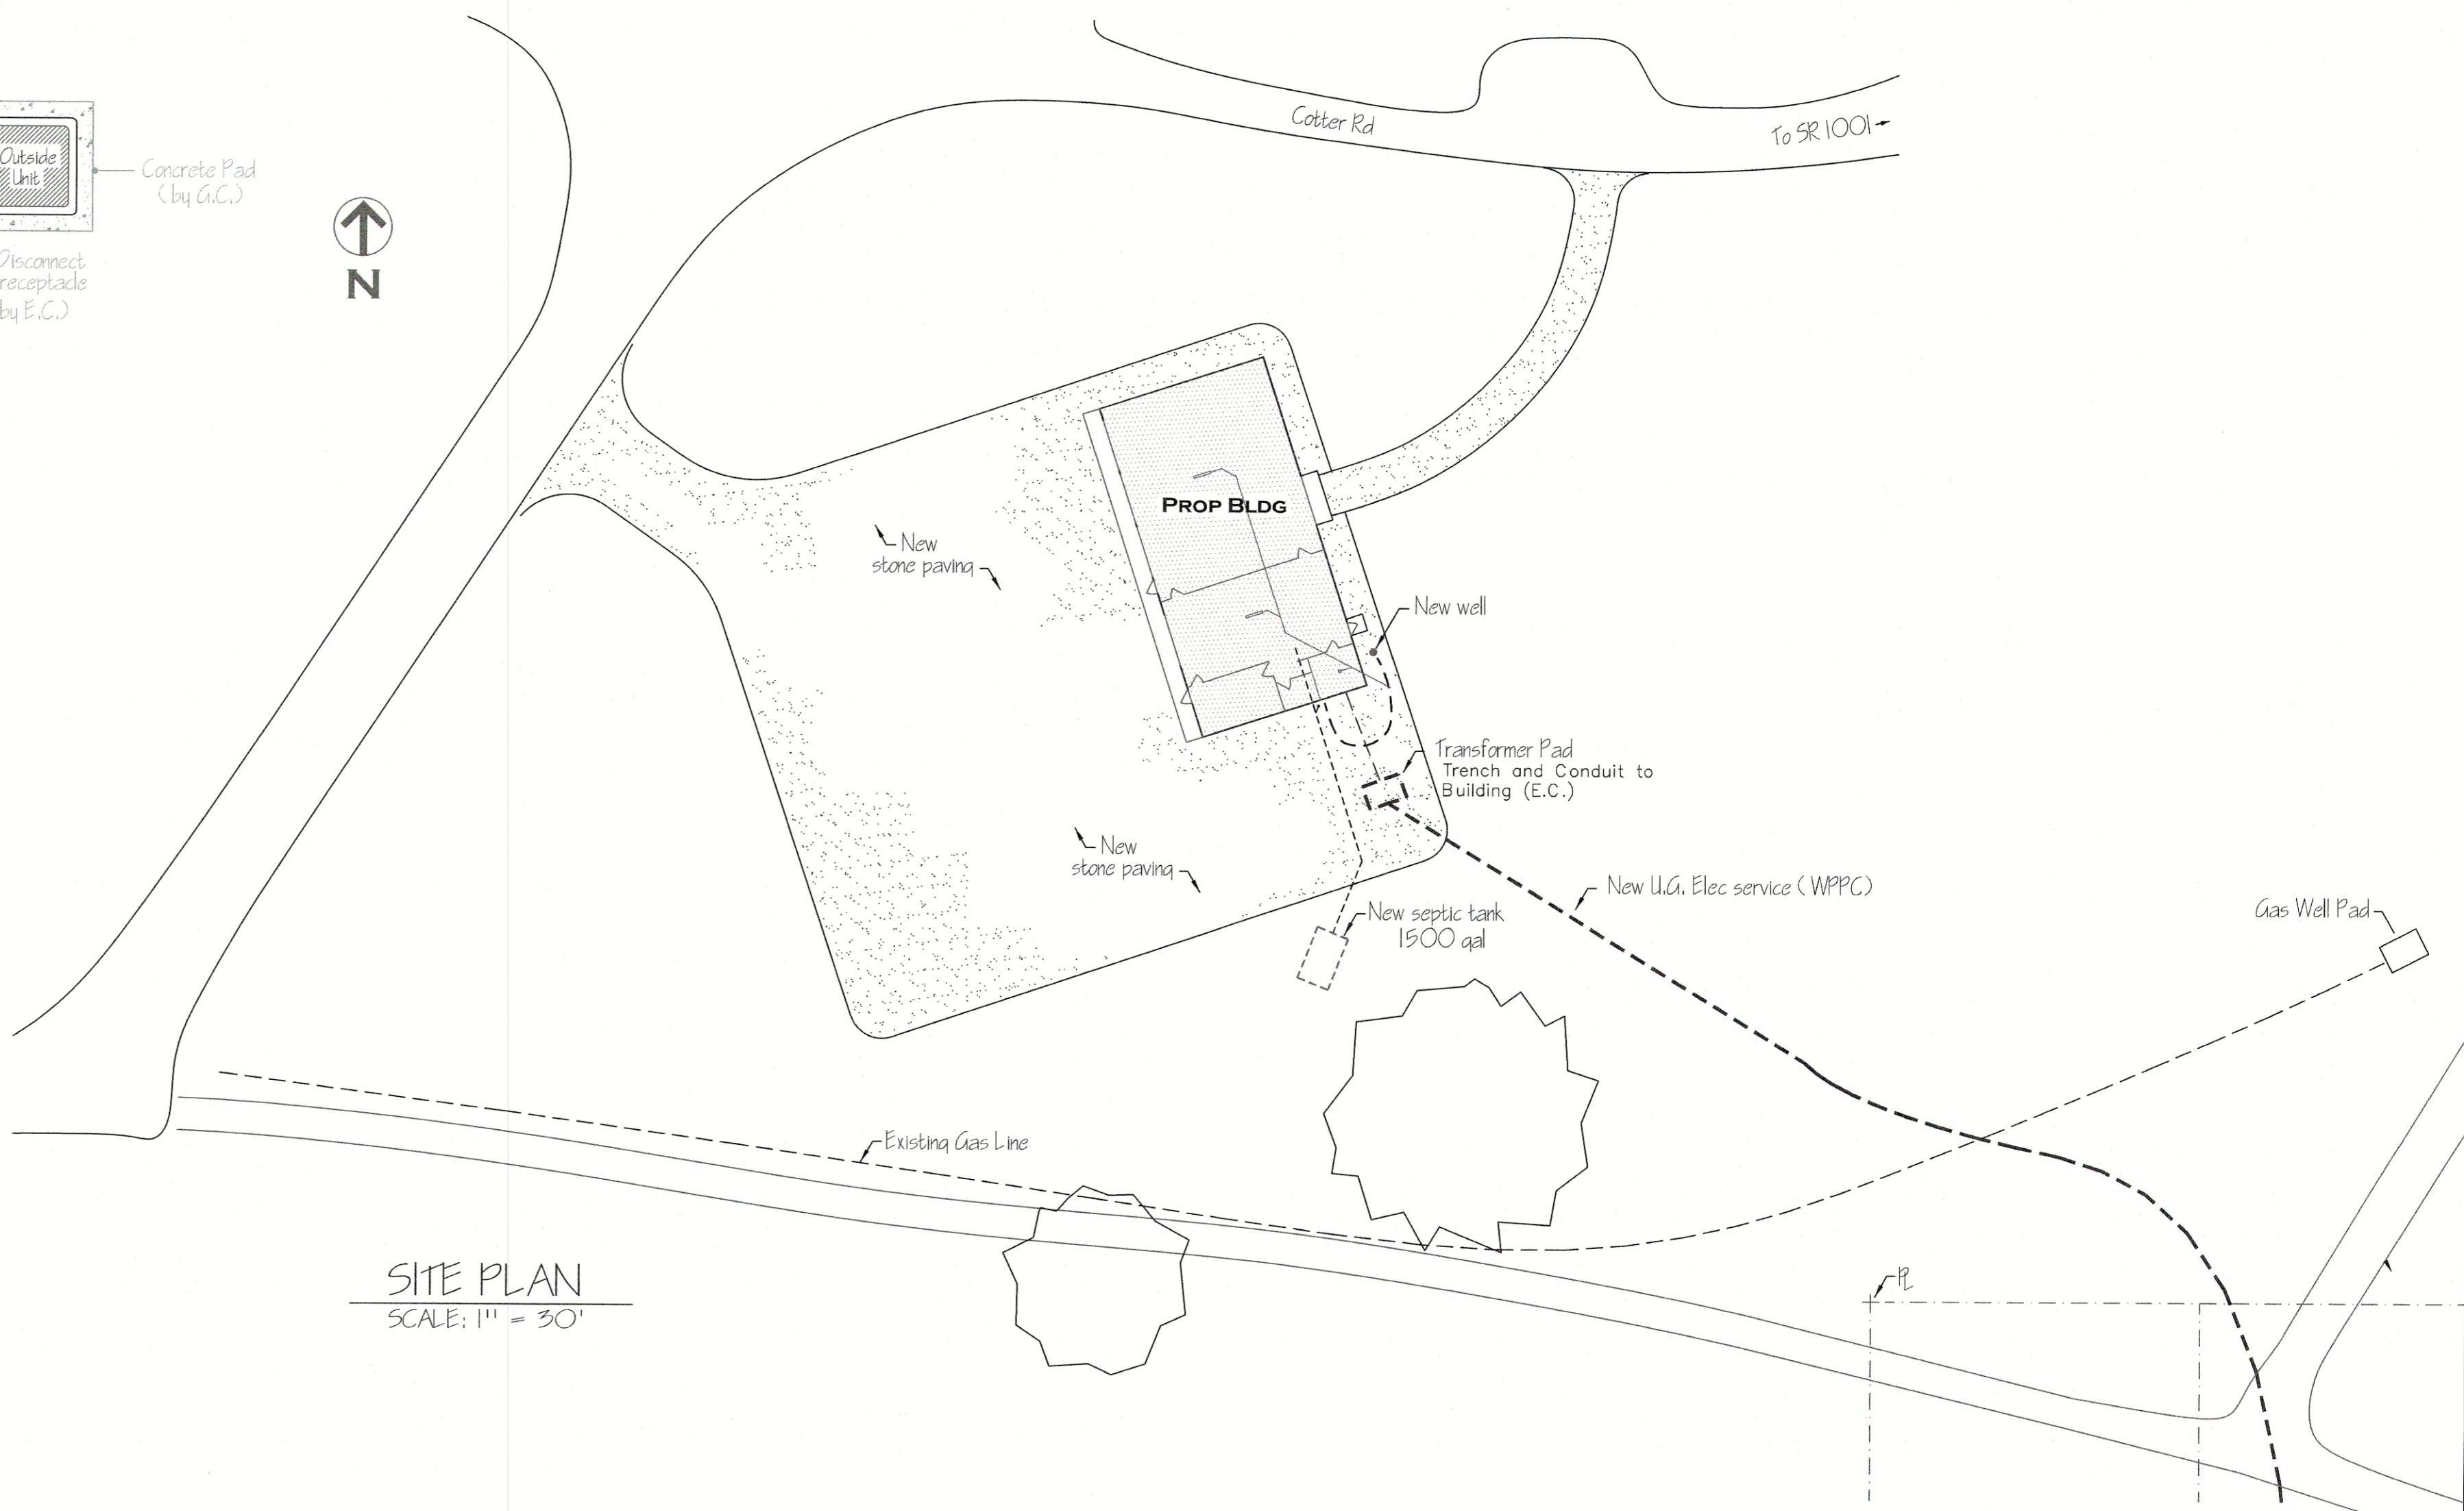 Cotter Rd
To SR 1001
Outside
Unit
Concrete Pad
(by G.C.)
Disconnect
receptacle
by E.C.)
N
PROP BLDG
New
stone paving
New well
Transformer Pad
Trench and Conduit to
Building (E.C.)
New
stone paving
New U.G. Elec service (WPPC)
New septic tank
1500 gal
Gas Well Pad
Existing Gas Line
PL
SITE PLAN
SCALE: 1" = 30'